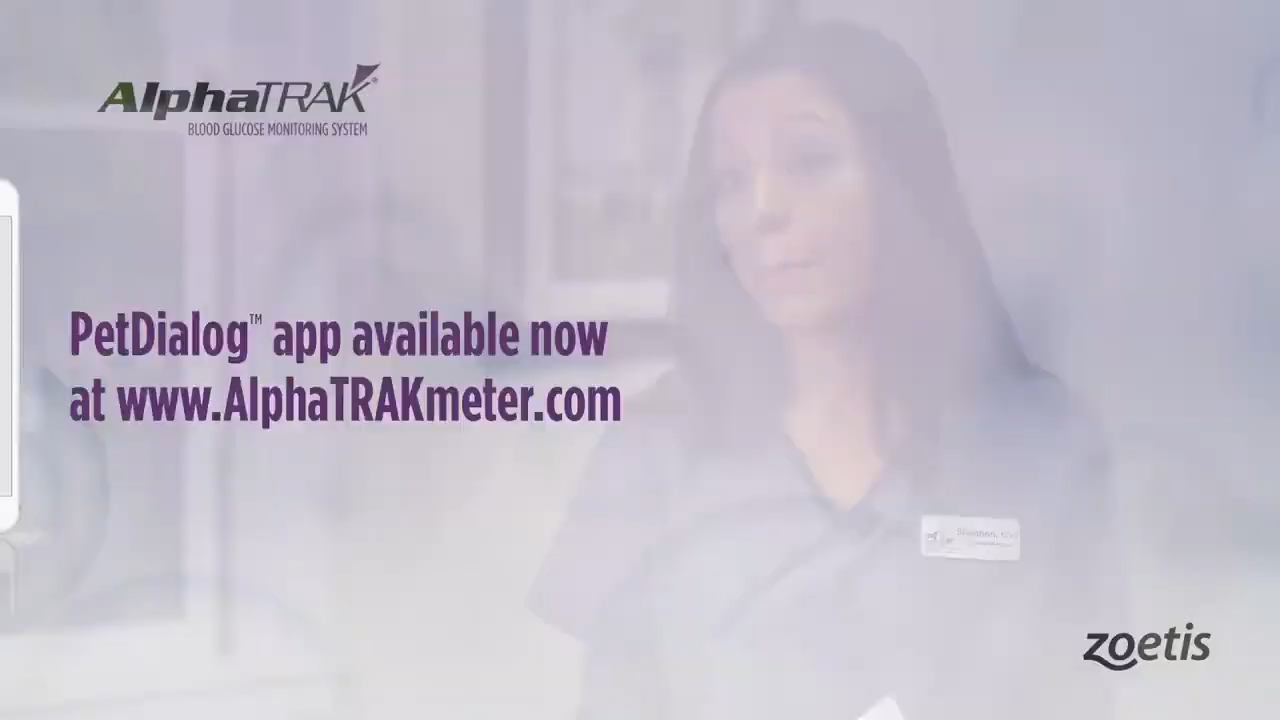 AlphaTRAK®
BLOOD GLUCOSE MONITORING SYSTEM
PetDialog™ app available now
at www.AlphaTRAKmeter.com
zoetis